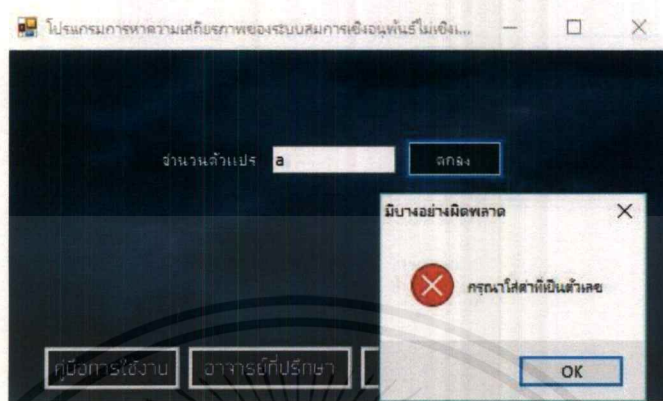 โปรแกรมการหาความเสถียรภาพของระบบสมการเชิงอนุพันธ์ไม่เชิงเ...
จำนวนตัวแปร a ตกลง
มีบางอย่างผิดพลาด
กรุณาใส่ค่าที่เป็นตัวเลข
คู่มือการใช้งาน อาจารย์ที่ปรึกษา
OK